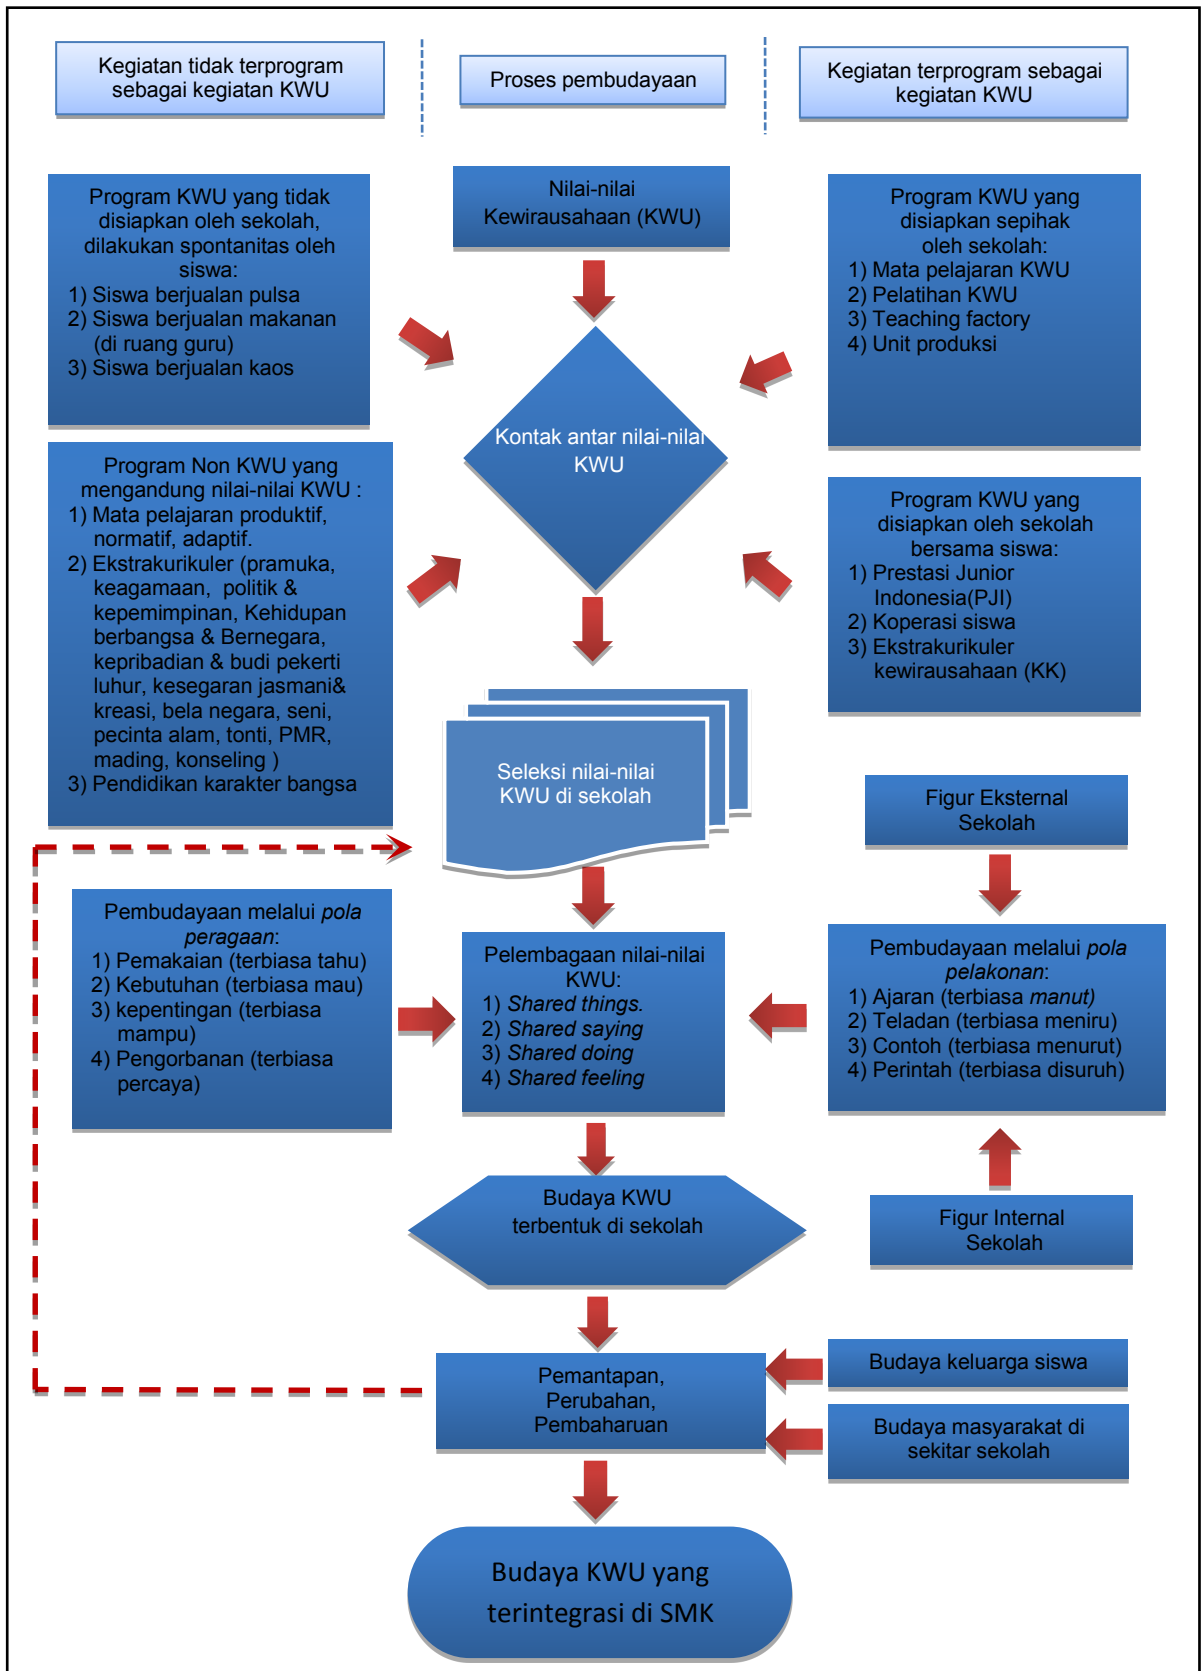 Kegiatan tidak terprogram
sebagai kegiatan KWU
Proses pembudayaan
Kegiatan terprogram sebagai
kegiatan KWU
Program KWU yang tidak
disiapkan oleh sekolah,
dilakukan spontanitas oleh
siswa:
1) Siswa berjualan pulsa
2) Siswa berjualan makanan
(di ruang guru)
3) Siswa berjualan kaos
Nilai-nilai
Kewirausahaan (KWU)
Program KWU yang
disiapkan sepihak
oleh sekolah:
1) Mata pelajaran KWU
2) Pelatihan KWU
3) Teaching factory
4) Unit produksi
Kontak antar nilai-nilai
KWU
Program Non KWU yang
mengandung nilai-nilai KWU :
1) Mata pelajaran produktif,
normatif, adaptif.
2) Ekstrakurikuler (pramuka,
keagamaan, politik &
kepemimpinan, Kehidupan
berbangsa & Bernegara,
kepribadian & budi pekerti
luhur, kesegaran jasmani&
kreasi, bela negara, seni,
pecinta alam, tonti, PMR,
mading, konseling )
3) Pendidikan karakter bangsa
Program KWU yang
disiapkan oleh sekolah
bersama siswa:
1) Prestasi Junior
Indonesia(PJI)
2) Koperasi siswa
3) Ekstrakurikuler
kewirausahaan (KK)
Seleksi nilai-nilai
KWU di sekolah
Figur Eksternal
Sekolah
Pembudayaan melalui pola
peragaan:
1) Pemakaian (terbiasa tahu)
2) Kebutuhan (terbiasa mau)
3) kepentingan (terbiasa
mampu)
4) Pengorbanan (terbiasa
percaya)
Pelembagaan nilai-nilai
KWU:
1) Shared things.
2) Shared saying
3) Shared doing
4) Shared feeling
Pembudayaan melalui pola
pelakonan:
1) Ajaran (terbiasa manut)
2) Teladan (terbiasa meniru)
3) Contoh (terbiasa menurut)
4) Perintah (terbiasa disuruh)
Budaya KWU
terbentuk di sekolah
Figur Internal
Sekolah
Pemantapan,
Perubahan,
Pembaharuan
Budaya keluarga siswa
Budaya masyarakat di
sekitar sekolah
Budaya KWU yang
terintegrasi di SMK